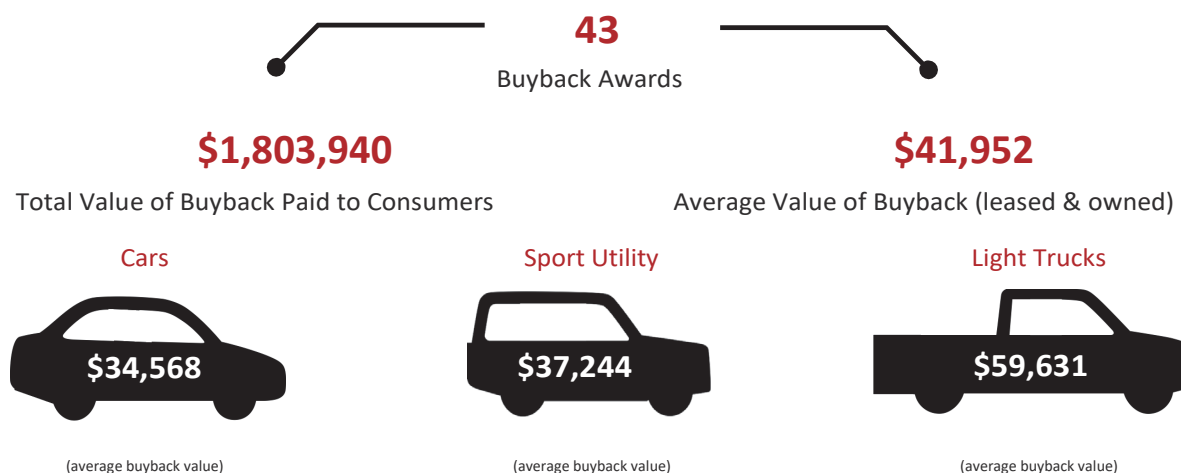 43
Buyback Awards
$1,803,940
$41,952
Total Value of Buyback Paid to Consumers
Average Value of Buyback (leased & owned)
Cars
Sport Utility
Light Trucks
$34,568
$37,244
$59,631
(average buyback value)
(average buyback value)
(average buyback value)